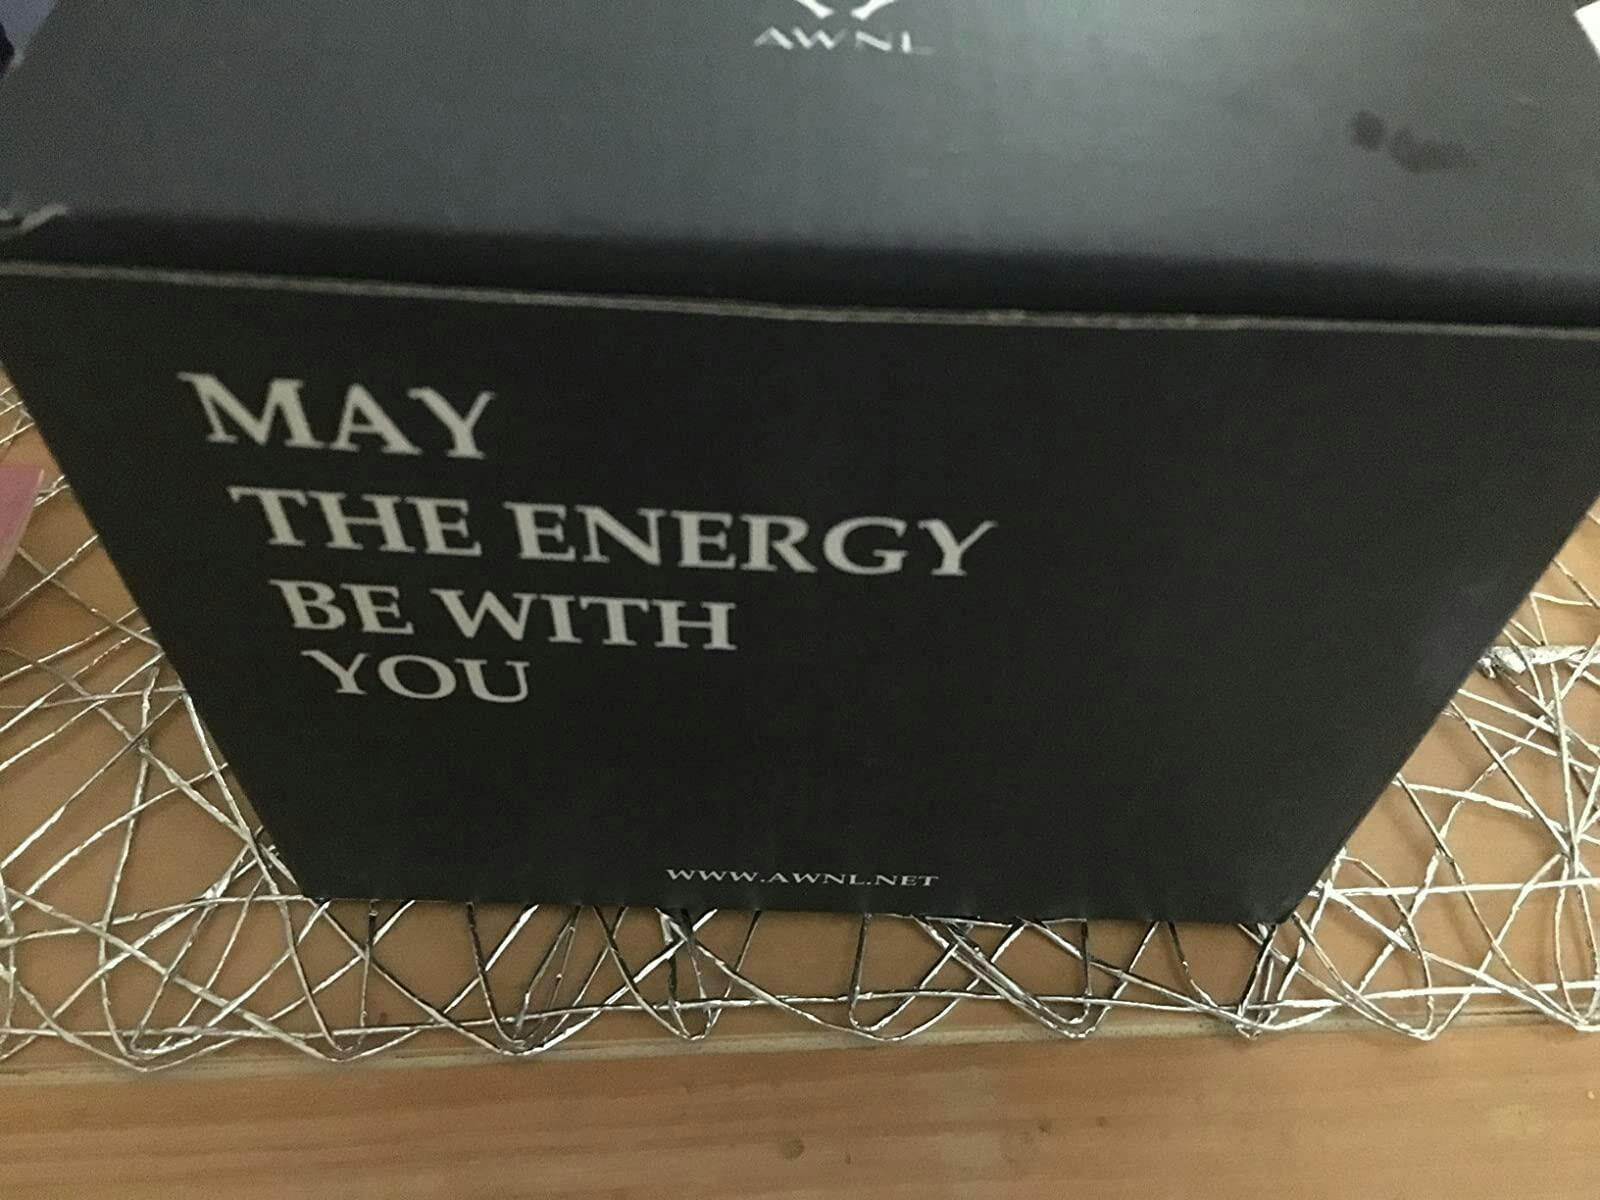 AWNL
MAY
THE ENERGY
BE WITH
YOU
WWW.AWNL.NET